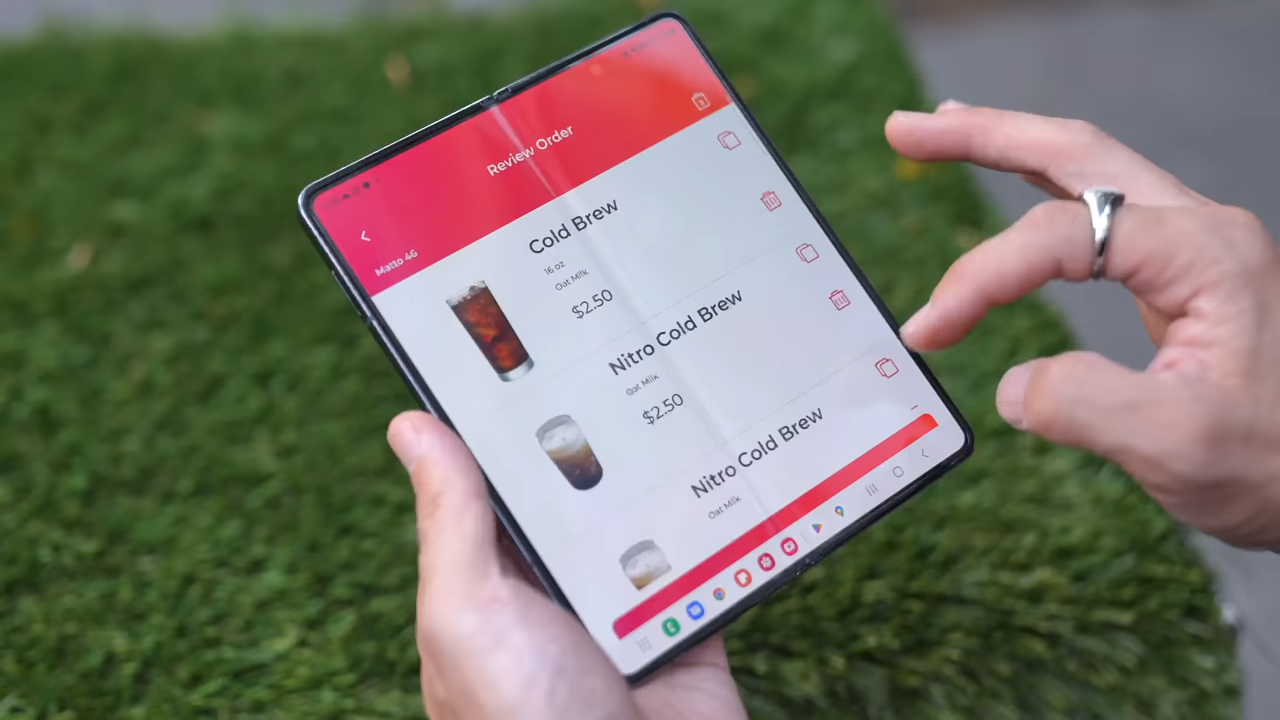 Review Order
Matto 46
Cold Brew
16 oz
Oat Milk
$2.50
Nitro Cold Brew
Oat Milk
$2.50
Nitro Cold Brew
Oat Milk